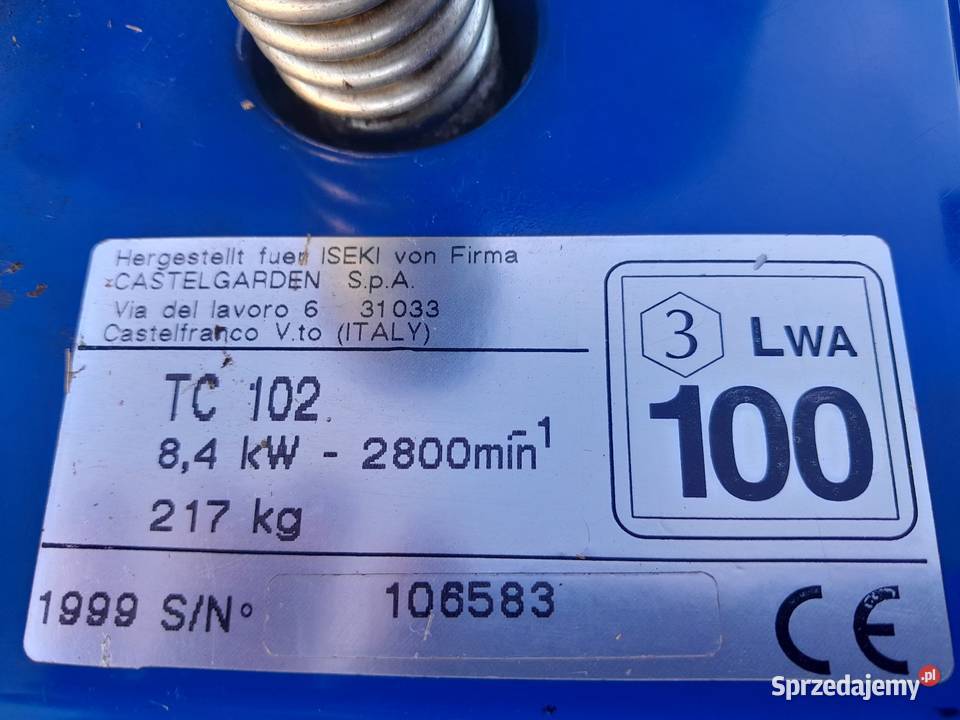 Hergestellt fuer ISEKI von Firma
CASTELGARDEN S.p.A.
Via del lavoro 6 31033
Castelfranco V.to (ITALY)
TC 102
8,4 kW - 2800min⁻¹
217 kg
3 LWA
100
1999 S/N° 106583
CE
Sprzedajemy.pl